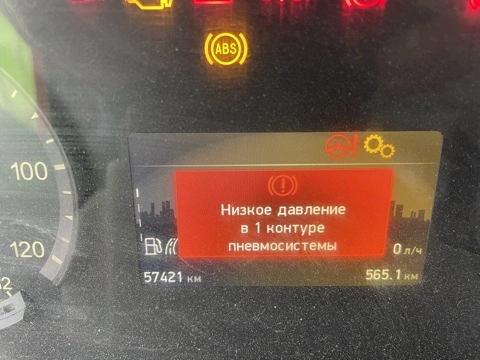 ABS
100
Низкое давление
в 1 контуре
пневмосистемы
120
0 л/ч
57421 км
565.1 км